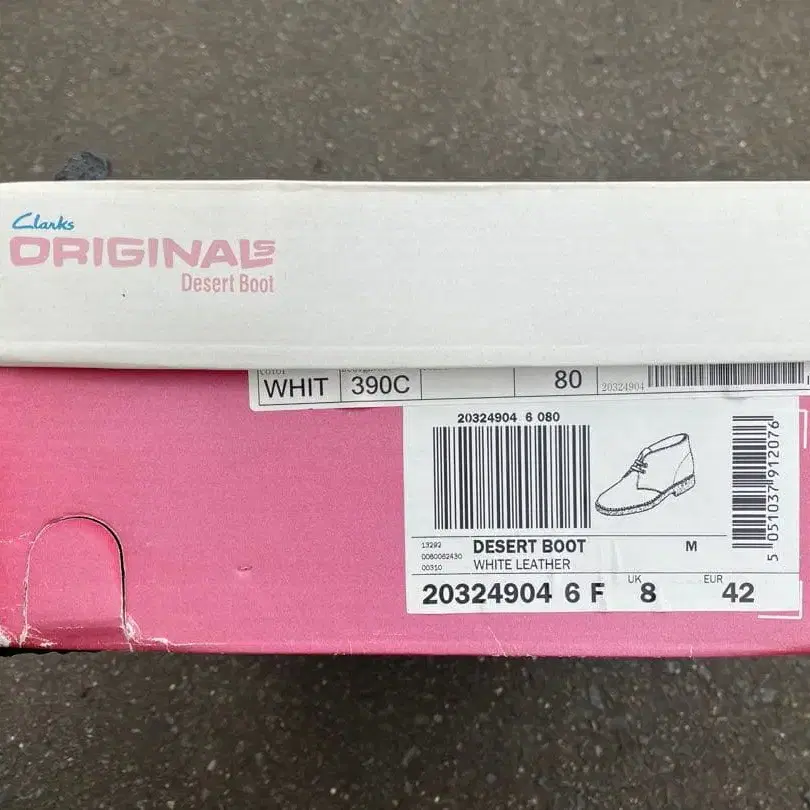 Clarks
ORIGINALS
Desert Boot
WHIT 390C 80 20324904
20324904 6 080
13292
0060062430
00310
DESERT BOOT M
WHITE LEATHER
20324904 6 F UK 8 EUR 42
5 051037 912076